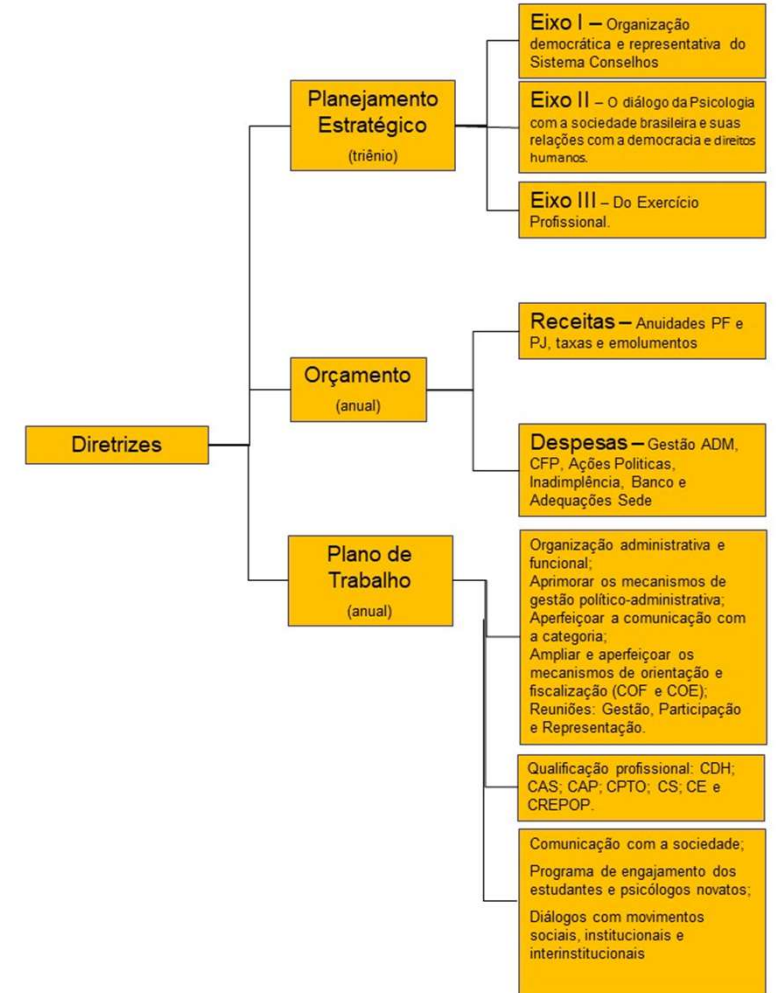 Diretrizes
Planejamento
Estratégico
(triênio)
Eixo I – Organização
democrática e representativa do
Sistema Conselhos
Eixo II – O diálogo da Psicologia
com a sociedade brasileira e suas
relações com a democracia e direitos
humanos.
Eixo III – Do Exercício
Profissional.
Orçamento
(anual)
Receitas – Anuidades PF e
PJ, taxas e emolumentos
Despesas – Gestão ADM,
CFP, Ações Politicas,
Inadimplência, Banco e
Adequações Sede
Plano de
Trabalho
(anual)
Organização administrativa e
funcional;
Aprimorar os mecanismos de
gestão político-administrativa;
Aperfeiçoar a comunicação com
a categoria;
Ampliar e aperfeiçoar os
mecanismos de orientação e
fiscalização (COF e COE);
Reuniões: Gestão, Participação
e Representação.
Qualificação profissional: CDH;
CAS; CAP; CPTO; CS; CE e
CREPOP.
Comunicação com a sociedade;
Programa de engajamento dos
estudantes e psicólogos novatos;
Diálogos com movimentos
sociais, institucionais e
interinstitucionais